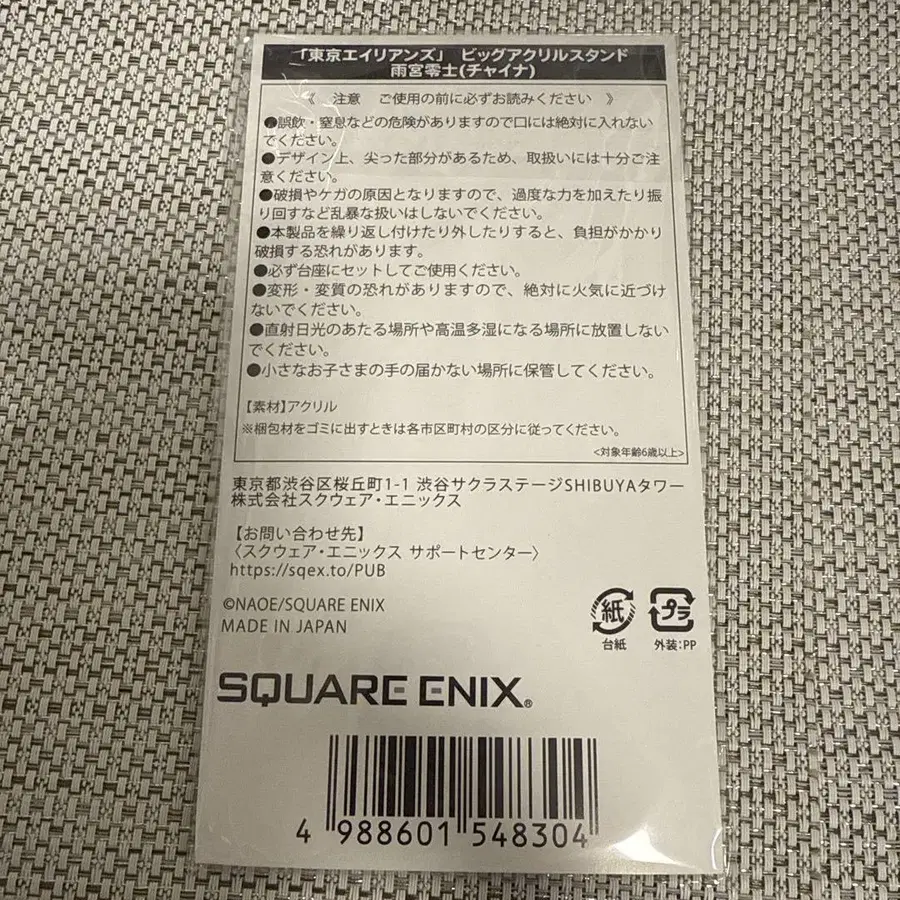 「東京エイリアンズ」 ビッグアクリルスタンド
雨宮零士(チャイナ)
《 注意 ご使用の前に必ずお読みください 》
●誤飲・窒息などの危険がありますので口には絶対に入れない
でください。
●デザイン上、尖った部分があるため、取扱いには十分ご注
意ください。
●破損やケガの原因となりますので、過度な力を加えたり振
り回すなど乱暴な扱いはしないでください。
●本製品を繰り返し付けたり外したりすると、負担がかかり
破損する恐れがあります。
●必ず台座にセットしてご使用ください。
●変形・変質の恐れがありますので、絶対に火気に近づけ
ないでください。
●直射日光のあたる場所や高温多湿になる場所に放置しない
でください。
●小さなお子さまの手の届かない場所に保管してください。
【素材】アクリル
※梱包材をゴミに出すときは各市区町村の区分に従ってください。
<対象年齢6歳以上>
東京都渋谷区桜丘町1-1 渋谷サクラステージSHIBUYAタワー
株式会社スクウェア・エニックス
【お問い合わせ先】
〈スクウェア・エニックス サポートセンター〉
https://sqex.to/PUB
©NAOE/SQUARE ENIX
MADE IN JAPAN
紙 プラ
台紙 外装:PP
SQUARE ENIX®
4 988601 548304